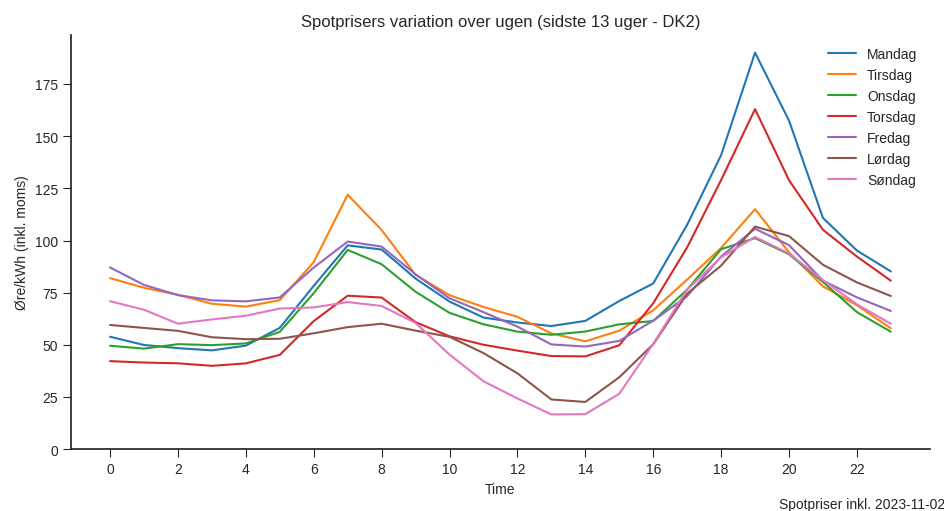 Spotprisers variation over ugen (sidste 13 uger - DK2)
Mandag
Tirsdag
Onsdag
Torsdag
Fredag
Lørdag
Søndag
Øre/kWh (inkl. moms)
175
150
125
100
75
50
25
0
0 2 4 6 8 10 12 14 16 18 20 22
Time
Spotpriser inkl. 2023-11-02